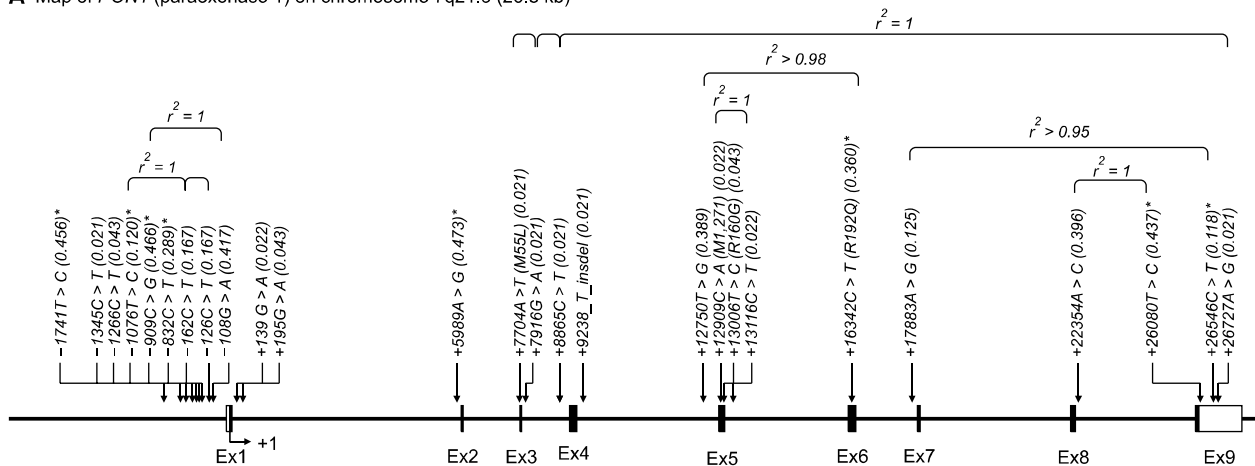 A Map of PON1 (paraoxonase 1) on chromosome 7q21.3 (26.8 kb)
r² = 1
r² > 0.98
r² = 1
r² = 1
r² > 0.95
r² = 1
r² = 1
−1741T > C (0.456)*
−1345C > T (0.021)
−1266C > T (0.043)
−1076T > C (0.120)*
−909C > G (0.466)*
−832C > T (0.289)*
−162C > T (0.167)
−126C > T (0.167)
−108G > A (0.417)
+139 G > A (0.022)
+195G > A (0.043)
+5989A > G (0.473)*
+7704A >T (M55L) (0.021)
+7916G > A (0.021)
+8865C > T (0.021)
+9238_T_insdel (0.021)
+12750T > G (0.389)
+12909C > A (M1,271) (0.022)
+13006T > C (R160G) (0.043)
+13116C > T (0.022)
+16342C > T (R192Q) (0.360)*
+17883A > G (0.125)
+22354A > C (0.396)
+26080T > C (0.437)*
+26546C > T (0.118)*
+26727A > G (0.021)
+1
Ex1
Ex2
Ex3
Ex4
Ex5
Ex6
Ex7
Ex8
Ex9